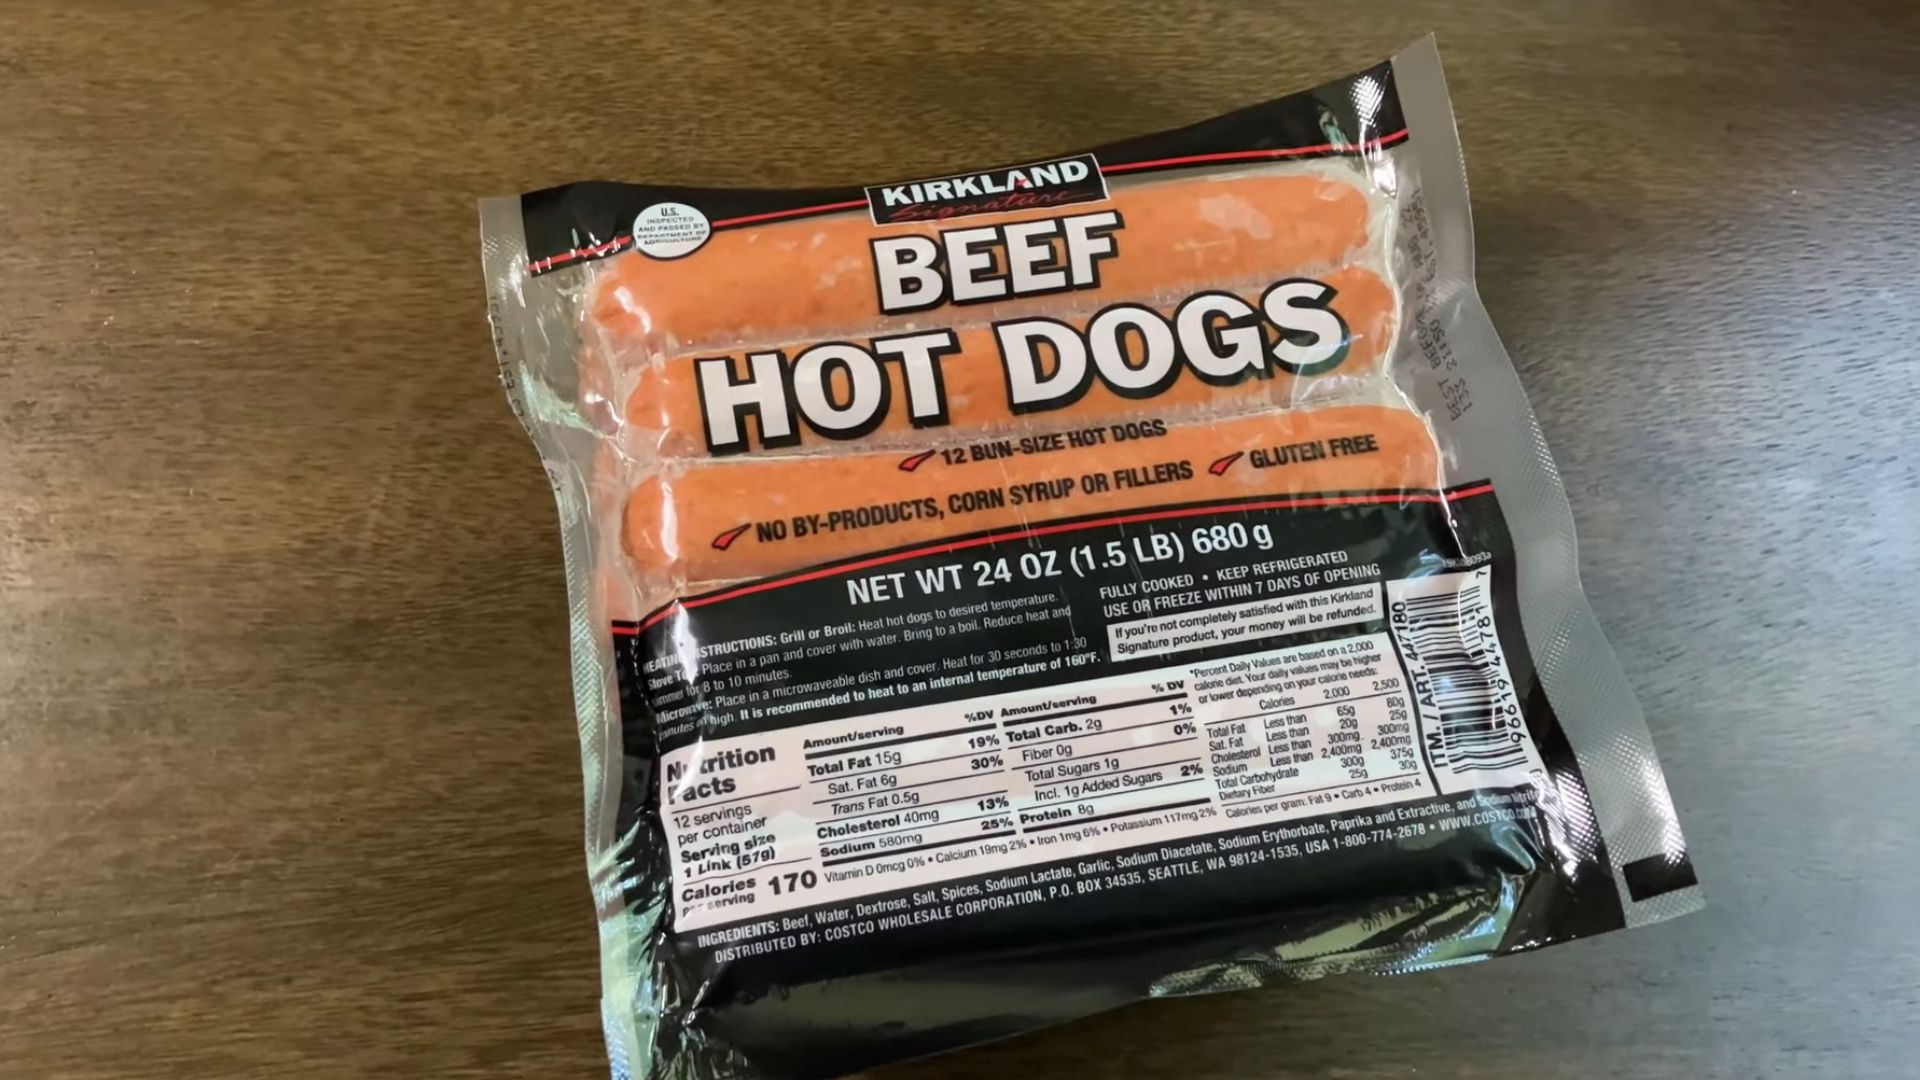 U.S.
INSPECTED
AND PASSED BY
DEPARTMENT OF
AGRICULTURE
KIRKLAND
Signature
BEEF
HOT DOGS
12 BUN-SIZE HOT DOGS
NO BY-PRODUCTS, CORN SYRUP OR FILLERS
GLUTEN FREE
NET WT 24 OZ (1.5 LB) 680 g
FULLY COOKED • KEEP REFRIGERATED
USE OR FREEZE WITHIN 7 DAYS OF OPENING
If you're not completely satisfied with this Kirkland
Signature product, your money will be refunded.
Grill or Broil: Heat hot dogs to desired temperature.
Stove Place in a pan and cover with water. Bring to a boil. Reduce heat and
for 8 to 10 minutes.
Microwave: Place in a microwaveable dish and cover. Heat for 30 seconds to 1:30
minutes on high. It is recommended to heat to an internal temperature of 160°F.
Nutrition
Facts
12 servings
per container
Serving size
1 Link (57g)
Calories
per serving
170
Amount/serving %DV
Total Fat 15g 19%
Sat. Fat 6g 30%
Trans Fat 0.5g
Cholesterol 40mg 13%
Sodium 580mg 25%
Amount/serving % DV
Total Carb. 2g 1%
Fiber 0g 0%
Total Sugars 1g
Incl. 1g Added Sugars 2%
Protein 8g
Vitamin D 0mcg 0% • Calcium 19mg 2% • Iron 1mg 6% • Potassium 117mg 2%
*Percent Daily Values are based on a 2,000
calorie diet. Your daily values may be higher
or lower depending on your calorie needs:
Calories 2,000 2,500
Total Fat Less than 65g 80g
Sat. Fat Less than 20g 25g
Cholesterol Less than 300mg 300mg
Sodium Less than 2,400mg 2,400mg
Total Carbohydrate 300g 375g
Dietary Fiber 25g 30g
Calories per gram: Fat 9 • Carb 4 • Protein 4
INGREDIENTS: Beef, Water, Dextrose, Salt, Spices, Sodium Lactate, Garlic, Sodium Diacetate, Sodium Erythorbate, Paprika and Extractive, and Sodium nitrite
DISTRIBUTED BY: COSTCO WHOLESALE CORPORATION, P.O. BOX 34535, SEATTLE, WA 98124-1535, USA 1-800-774-2678 • WWW.COSTCO.COM
ITM. / ART. 447180
96619 44781 7